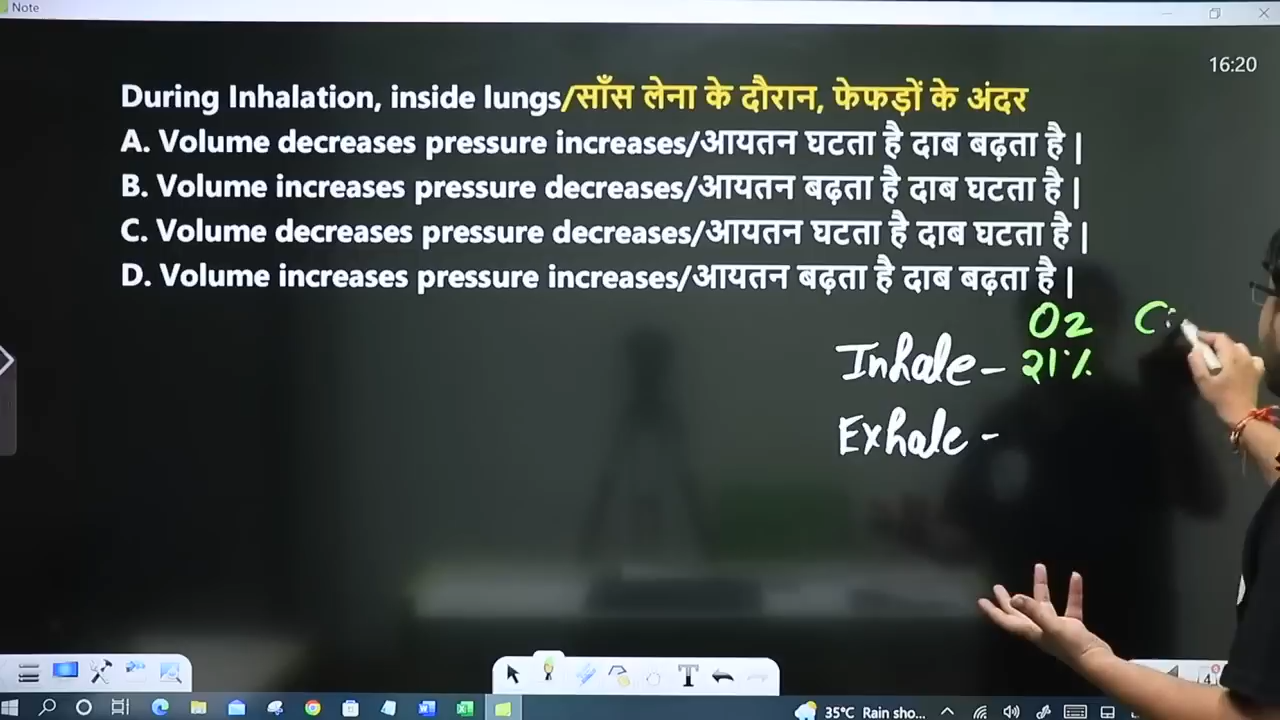 Note
16:20
During Inhalation, inside lungs/साँस लेना के दौरान, फेफड़ों के अंदर
A. Volume decreases pressure increases/आयतन घटता है दाब बढ़ता है |
B. Volume increases pressure decreases/आयतन बढ़ता है दाब घटता है |
C. Volume decreases pressure decreases/आयतन घटता है दाब घटता है |
D. Volume increases pressure increases/आयतन बढ़ता है दाब बढ़ता है |
O2 C
Inhale - 21%
Exhale -
35°C Rain sho...